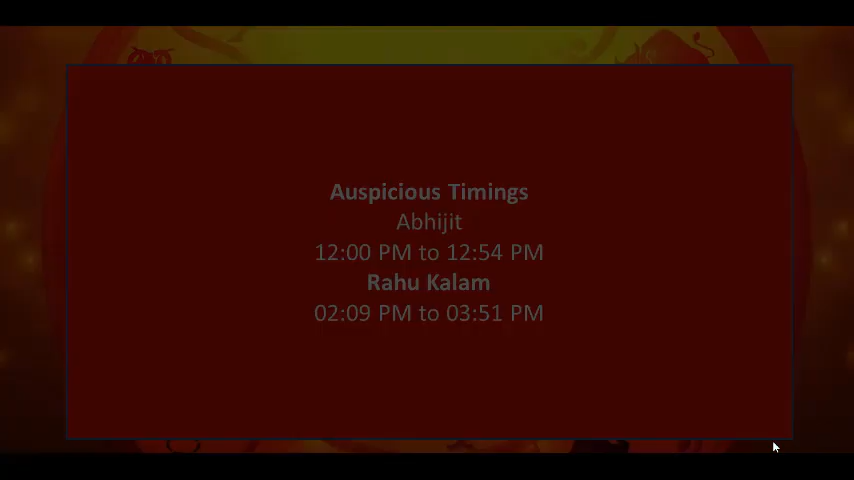 Auspicious Timings
Abhijit
12:00 PM to 12:54 PM
Rahu Kalam
02:09 PM to 03:51 PM